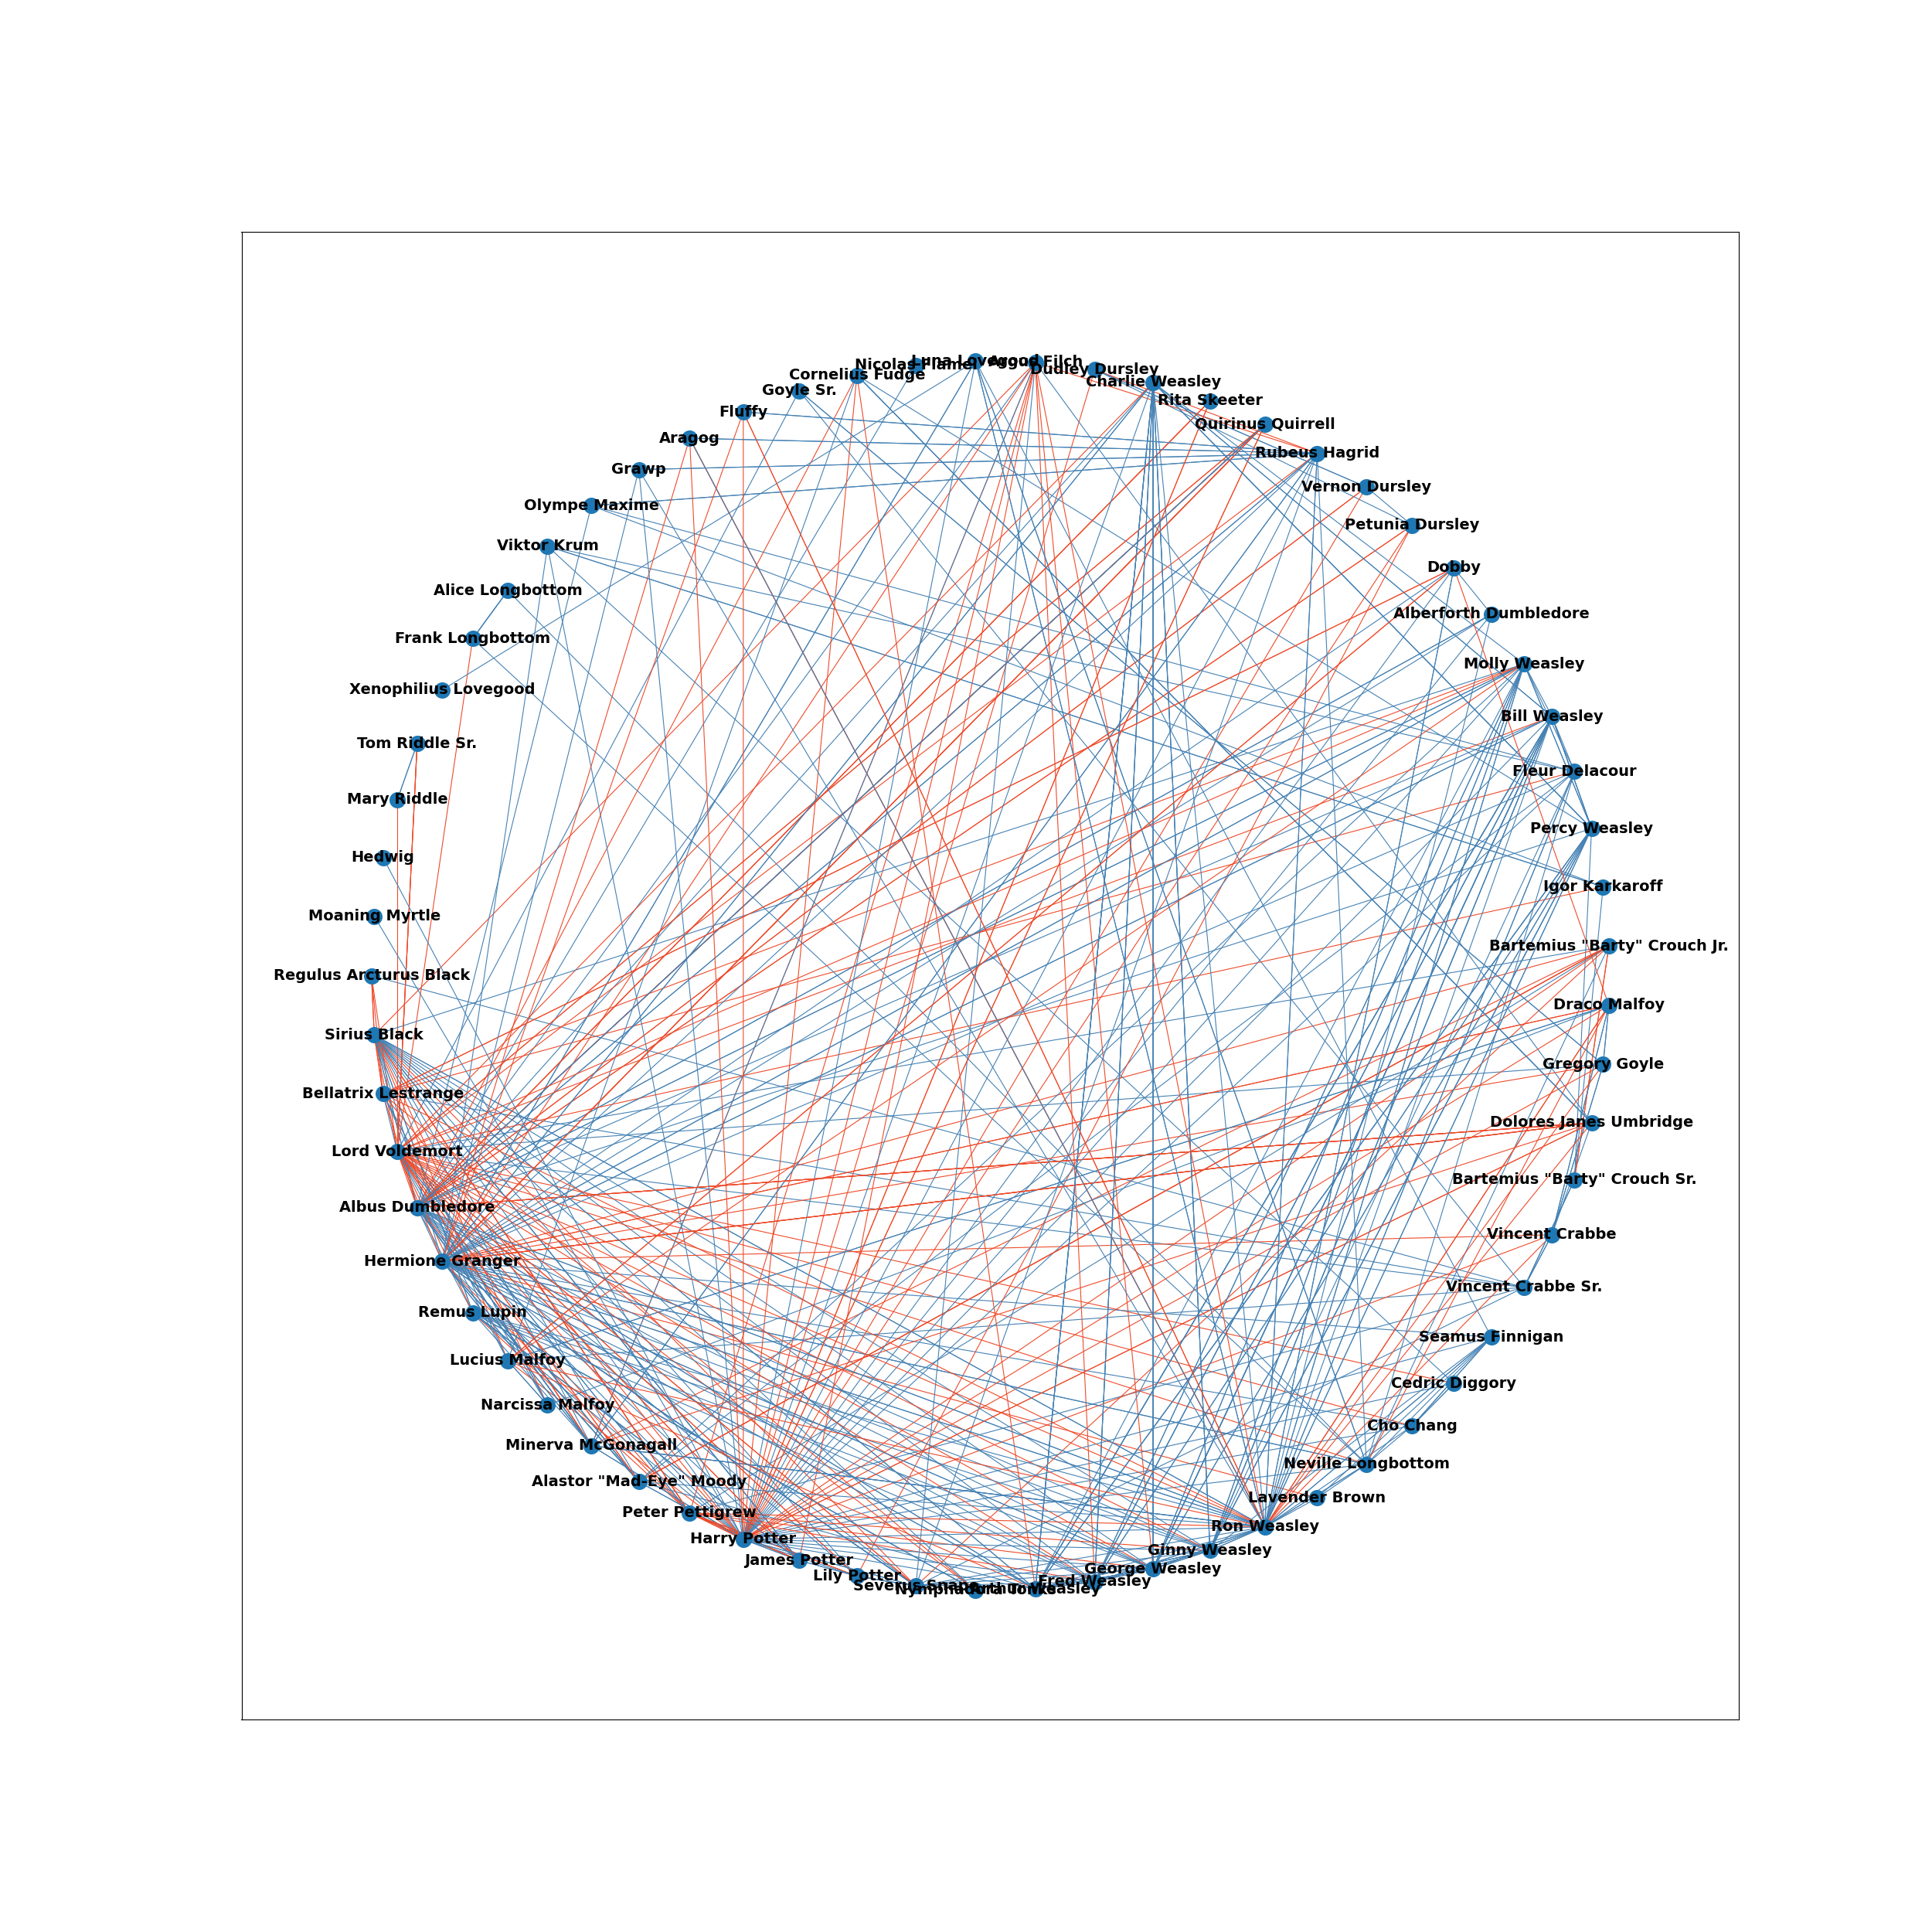 Luna Lovegood
Argus Filch
Nicolas Flamel
Dudley Dursley
Cornelius Fudge
Charlie Weasley
Goyle Sr.
Rita Skeeter
Fluffy
Quirinus Quirrell
Aragog
Rubeus Hagrid
Grawp
Vernon Dursley
Olympe Maxime
Petunia Dursley
Viktor Krum
Dobby
Alice Longbottom
Alberforth Dumbledore
Frank Longbottom
Molly Weasley
Xenophilius Lovegood
Bill Weasley
Tom Riddle Sr.
Fleur Delacour
Mary Riddle
Percy Weasley
Hedwig
Igor Karkaroff
Moaning Myrtle
Bartemius "Barty" Crouch Jr.
Regulus Arcturus Black
Draco Malfoy
Sirius Black
Gregory Goyle
Bellatrix Lestrange
Dolores Janes Umbridge
Lord Voldemort
Bartemius "Barty" Crouch Sr.
Albus Dumbledore
Vincent Crabbe
Hermione Granger
Vincent Crabbe Sr.
Remus Lupin
Seamus Finnigan
Lucius Malfoy
Cedric Diggory
Narcissa Malfoy
Cho Chang
Minerva McGonagall
Neville Longbottom
Alastor "Mad-Eye" Moody
Lavender Brown
Peter Pettigrew
Ron Weasley
Harry Potter
Ginny Weasley
James Potter
George Weasley
Lily Potter
Fred Weasley
Severus Snape
Nymphadora Tonks
Arthur Weasley